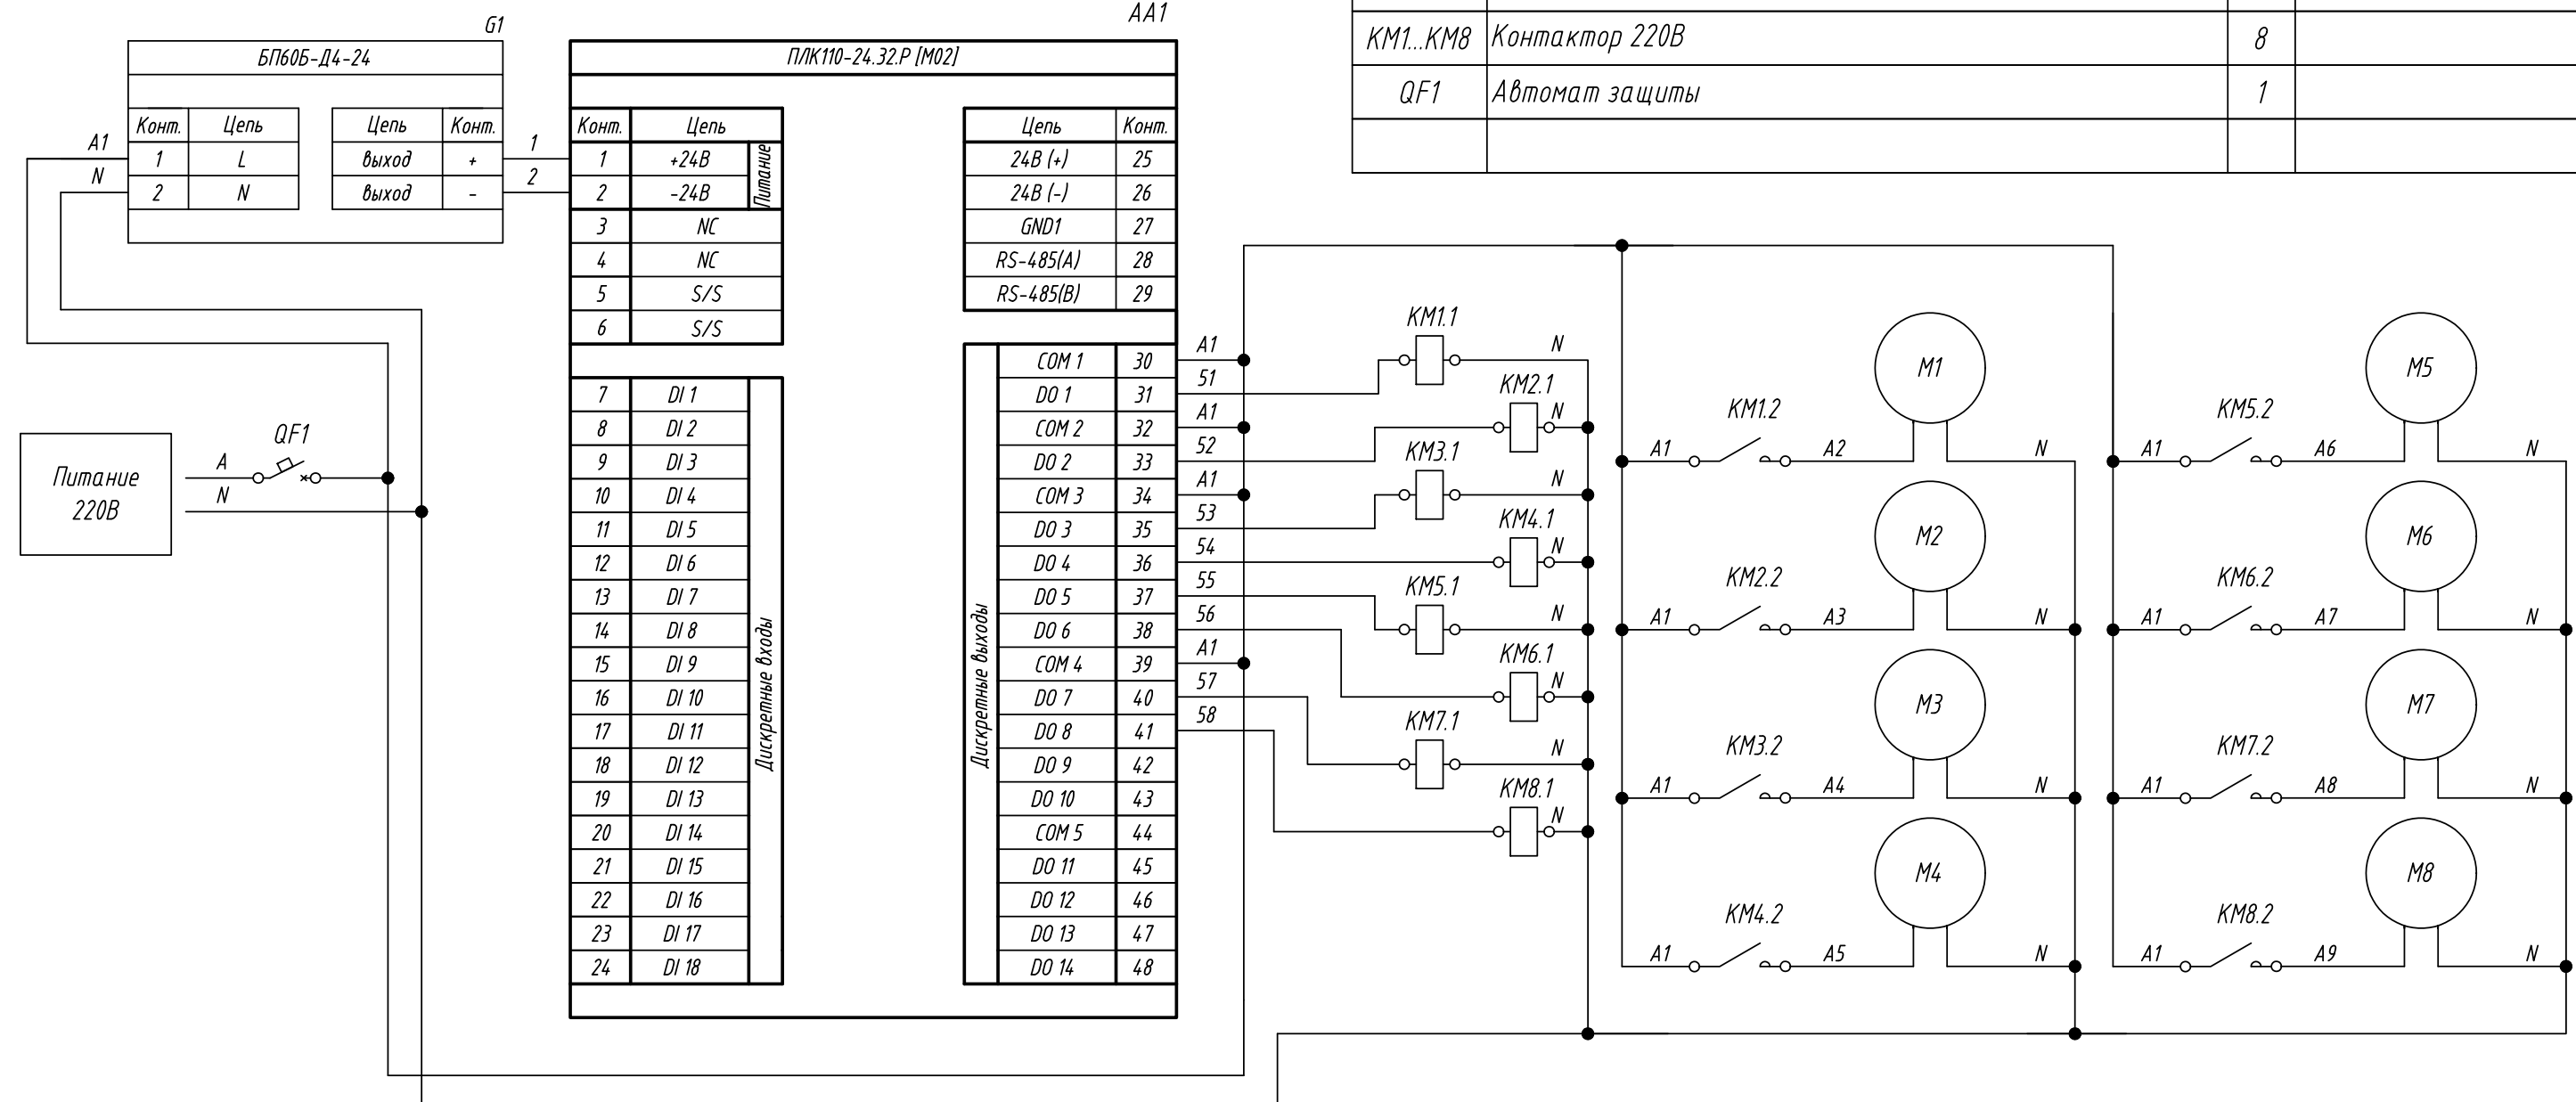 КМ1...КМ8 Контактор 220В 8
QF1 Автомат защиты 1
G1
БП60Б-Д4-24
Конт. Цепь Цепь Конт.
A1 1 L выход + 1
N 2 N выход - 2
Питание
220В
QF1
A
N
AA1
ПЛК110-24.32.Р [М02]
Конт. Цепь
1 +24В
2 -24В
Питание
3 NC
4 NC
5 S/S
6 S/S
7 DI 1
8 DI 2
9 DI 3
10 DI 4
11 DI 5
12 DI 6
13 DI 7
14 DI 8
15 DI 9
16 DI 10
17 DI 11
18 DI 12
19 DI 13
20 DI 14
21 DI 15
22 DI 16
23 DI 17
24 DI 18
Дискретные входы
Цепь Конт.
24В (+) 25
24В (-) 26
GND1 27
RS-485(A) 28
RS-485(B) 29
Дискретные выходы
COM 1 30 A1
DO 1 31 51
COM 2 32 A1
DO 2 33 52
COM 3 34 A1
DO 3 35 53
DO 4 36 54
DO 5 37 55
DO 6 38 56
COM 4 39 A1
DO 7 40 57
DO 8 41 58
DO 9 42
DO 10 43
COM 5 44
DO 11 45
DO 12 46
DO 13 47
DO 14 48
KM1.1 N
KM2.1 N
KM3.1 N
KM4.1 N
KM5.1 N
KM6.1 N
KM7.1 N
KM8.1 N
M1
KM1.2
A1 A2 N
M2
KM2.2
A1 A3 N
M3
KM3.2
A1 A4 N
M4
KM4.2
A1 A5 N
M5
KM5.2
A1 A6 N
M6
KM6.2
A1 A7 N
M7
KM7.2
A1 A8 N
M8
KM8.2
A1 A9 N